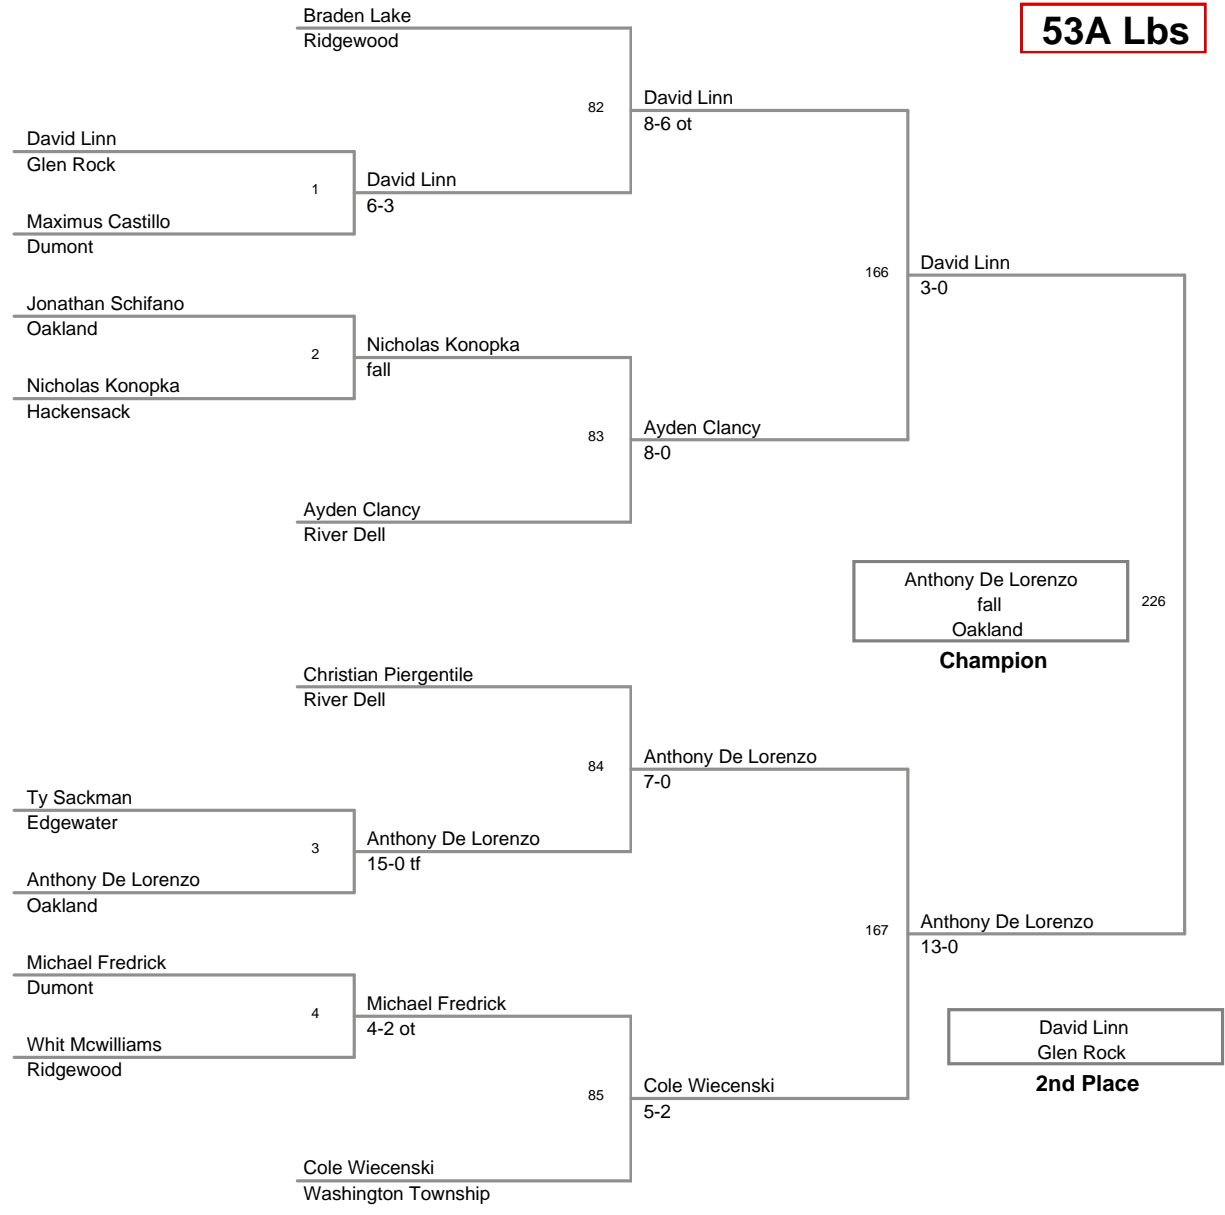 53A Lbs
Braden Lake
Ridgewood
82
David Linn
8-6 ot
David Linn
Glen Rock
1
David Linn
6-3
Maximus Castillo
Dumont
166
David Linn
3-0
Jonathan Schifano
Oakland
2
Nicholas Konopka
fall
Nicholas Konopka
Hackensack
83
Ayden Clancy
8-0
Ayden Clancy
River Dell
Anthony De Lorenzo
fall
Oakland
226
Champion
Christian Piergentile
River Dell
84
Anthony De Lorenzo
7-0
Ty Sackman
Edgewater
3
Anthony De Lorenzo
15-0 tf
Anthony De Lorenzo
Oakland
167
Anthony De Lorenzo
13-0
Michael Fredrick
Dumont
4
Michael Fredrick
4-2 ot
Whit Mcwilliams
Ridgewood
David Linn
Glen Rock
2nd Place
85
Cole Wiecenski
5-2
Cole Wiecenski
Washington Township